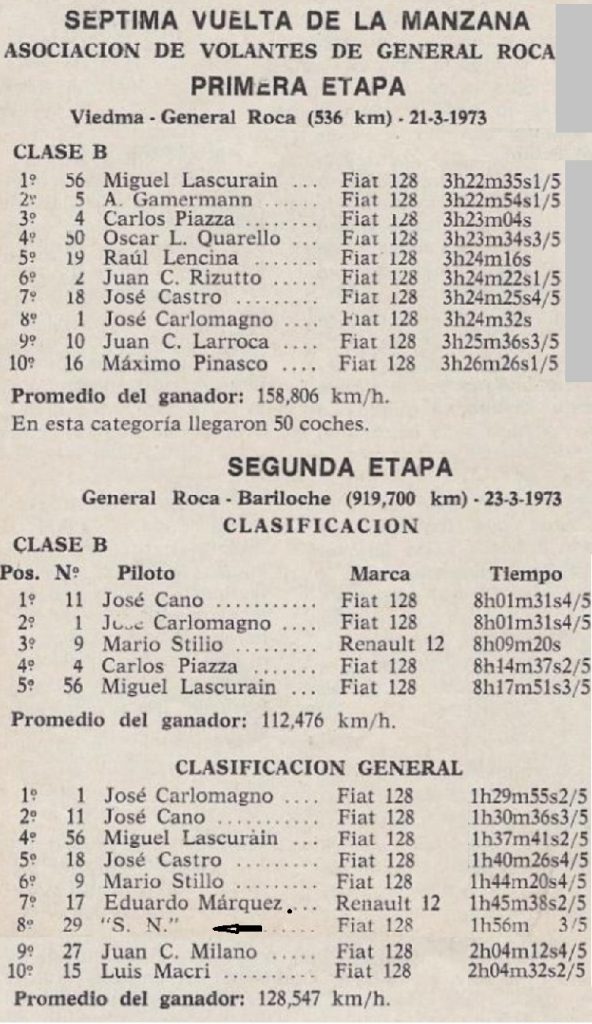 SEPTIMA VUELTA DE LA MANZANA
ASOCIACION DE VOLANTES DE GENERAL ROCA
PRIMERA ETAPA
Viedma - General Roca (536 km) - 21-3-1973
CLASE B
1º 56 Miguel Lascurain ... Fiat 128 3h22m35s1/5
2º 5 A. Gamermann ...... Fiat 128 3h22m54s1/5
3º 4 Carlos Piazza ........ Fiat 128 3h23m04s
4º 50 Oscar L. Quarello ... Fiat 128 3h23m34s3/5
5º 19 Raúl Lencina ....... Fiat 128 3h24m16s
6º 2 Juan C. Rizutto ..... Fiat 128 3h24m22s1/5
7º 18 José Castro ......... Fiat 128 3h24m25s4/5
8º 1 José Carlomagno .... Fiat 128 3h24m32s
9º 10 Juan C. Larroca .... Fiat 128 3h25m36s3/5
10º 16 Máximo Pinasco .... Fiat 128 3h26m26s1/5
Promedio del ganador: 158,806 km/h.
En esta categoría llegaron 50 coches.
SEGUNDA ETAPA
General Roca - Bariloche (919,700 km) - 23-3-1973
CLASIFICACION
CLASE B
Pos. Nº Piloto Marca Tiempo
1º 11 José Cano ........... Fiat 128 8h01m31s4/5
2º 1 José Carlomagno .... Fiat 128 8h01m31s4/5
3º 9 Mario Stilio ......... Renault 12 8h09m20s
4º 4 Carlos Piazza ....... Fiat 128 8h14m37s2/5
5º 56 Miguel Lascurain ... Fiat 128 8h17m51s3/5
Promedio del ganador: 112,476 km/h.
CLASIFICACION GENERAL
1º 1 José Carlomagno .... Fiat 128 1h29m55s2/5
2º 11 José Cano ........... Fiat 128 1h30m36s3/5
4º 56 Miguel Lascurain ... Fiat 128 1h37m41s2/5
5º 18 José Castro ......... Fiat 128 1h40m26s4/5
6º 9 Mario Stillo ......... Fiat 128 1h44m20s4/5
7º 17 Eduardo Márquez... Renault 12 1h45m38s2/5
8º 29 "S. N." ...... Fiat 128 1h56m 3/5
9º 27 Juan C. Milano ..... Fiat 128 2h04m12s4/5
10º 15 Luis Macri .......... Fiat 128 2h04m32s2/5
Promedio del ganador: 128,547 km/h.